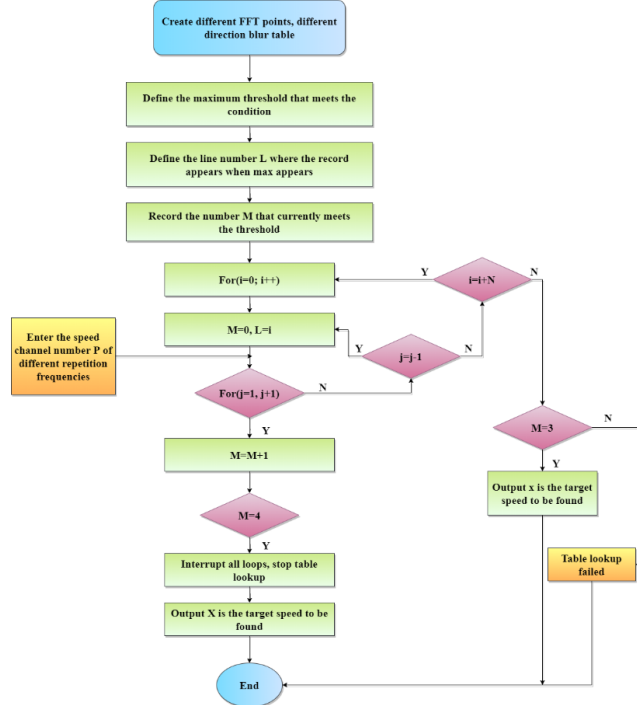 Create different FFT points, different
direction blur table
Define the maximum threshold that meets the
condition
Define the line number L where the record
appears when max appears
Record the number M that currently meets
the threshold
For(i=0; i++)
Y
i=i+N
N
M=0, L=i
Enter the speed
channel number P of
different repetition
frequencies
Y
j=j-1
N
For(j=1, j+1)
N
Y
M=3
N
M=M+1
Y
Output x is the target
speed to be found
M=4
Y
Interrupt all loops, stop table
lookup
Table lookup
failed
Output X is the target speed to be
found
End